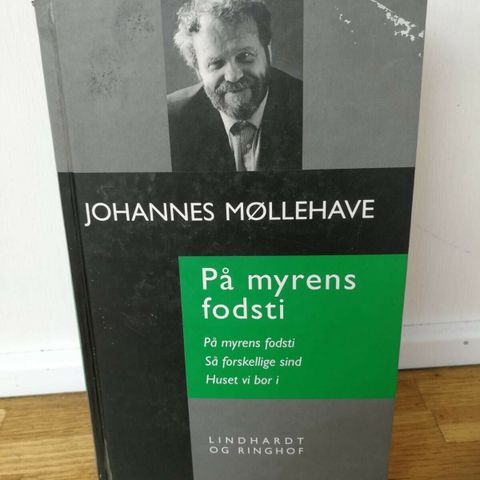 JOHANNES MØLLEHAVE
På myrens
fodsti
På myrens fodsti
Så forskellige sind
Huset vi bor i
LINDHARDT
OG RINGHOF